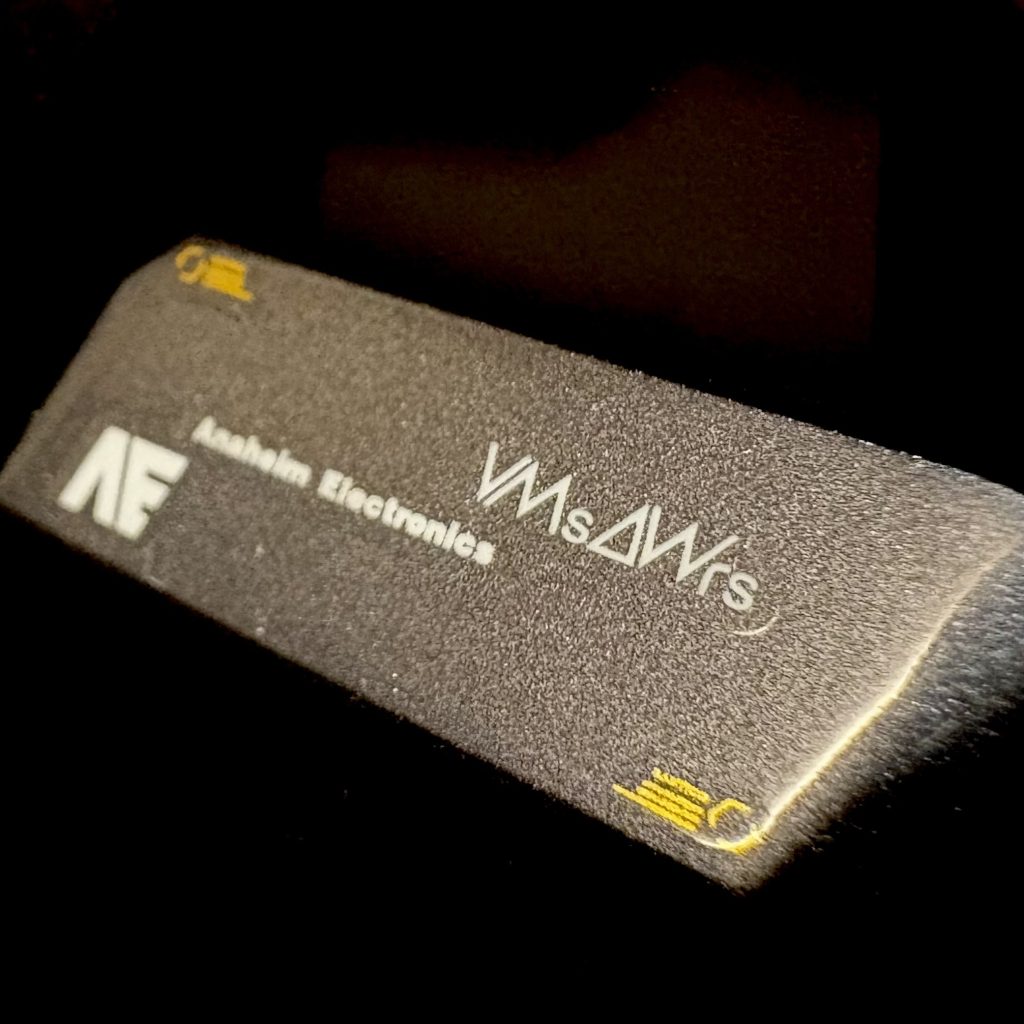 AE
Anaheim Electronics
VMsAWrs